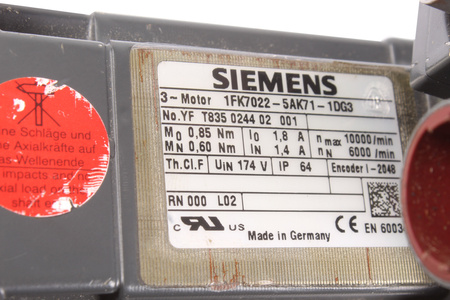 SIEMENS
3~Motor 1FK7022-5AK71-1DG3
No.YF T835 0244 02 001
M0 0,85 Nm I0 1,8 A nmax 10000/min
MN 0,60 Nm IN 1,4 A nN 6000/min
Th.Cl.F UIN 174 V IP 64 Encoder I-2048
RN 000 L02
C RU US
Made in Germany CE EN 6003
ne Schläge und
ne Axialkräfte auf
as Wellenende
impacts and
xial load on